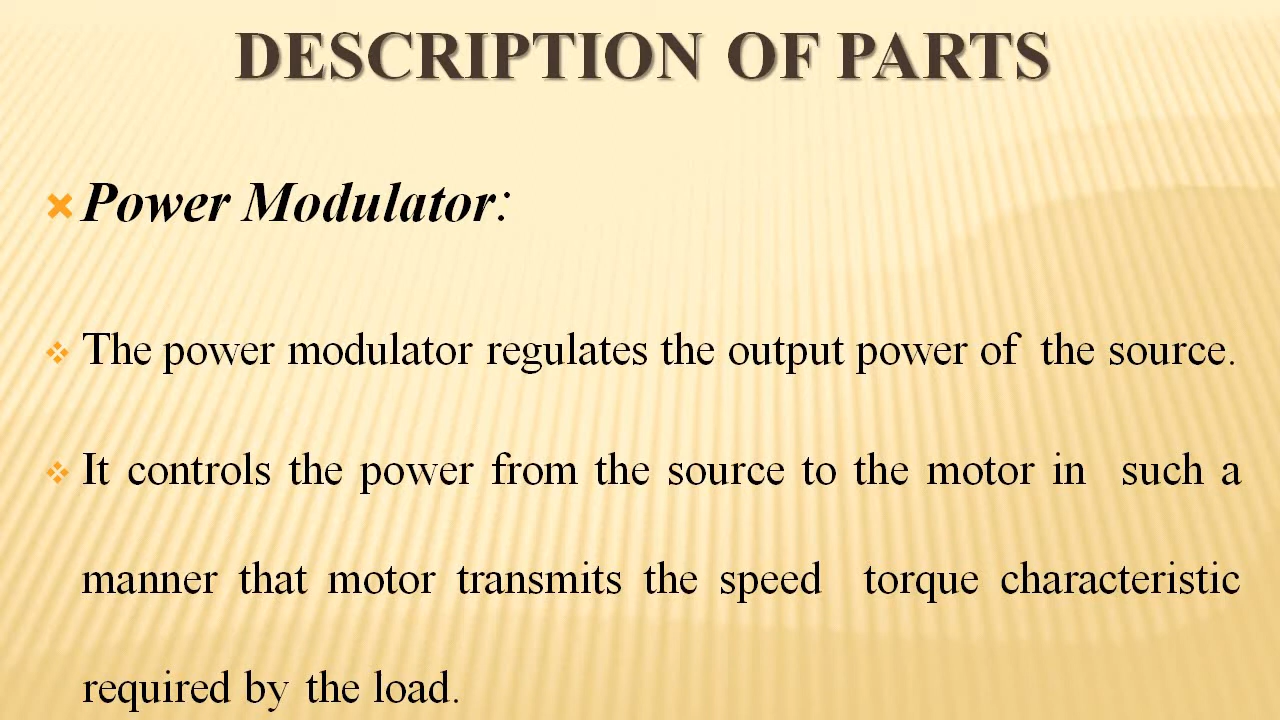 DESCRIPTION OF PARTS
Power Modulator:
The power modulator regulates the output power of the source.
It controls the power from the source to the motor in such a
manner that motor transmits the speed torque characteristic
required by the load.